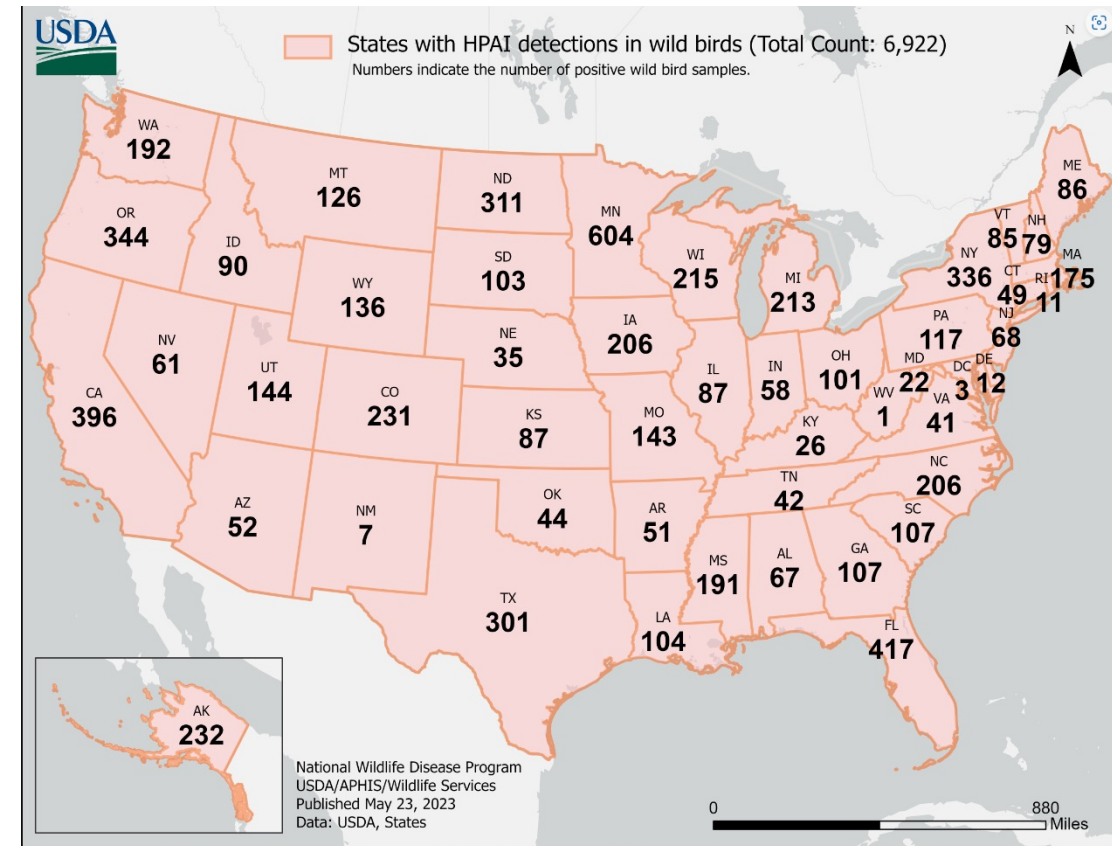 USDA
States with HPAI detections in wild birds (Total Count: 6,922)
Numbers indicate the number of positive wild bird samples.
N
WA
192
MT
126
ND
311
MN
604
ME
86
OR
344
ID
90
SD
103
WI
215
MI
213
VT
85
NH
79
NY
336
MA
175
CT
49
RI
11
WY
136
NE
35
IA
206
PA
117
NJ
68
NV
61
UT
144
CO
231
KS
87
MO
143
IL
87
IN
58
OH
101
MD
22
DC
3
DE
12
WV
1
VA
41
CA
396
KY
26
AZ
52
NM
7
OK
44
AR
51
TN
42
NC
206
SC
107
MS
191
AL
67
GA
107
TX
301
LA
104
FL
417
AK
232
National Wildlife Disease Program
USDA/APHIS/Wildlife Services
Published May 23, 2023
Data: USDA, States
0 880
Miles